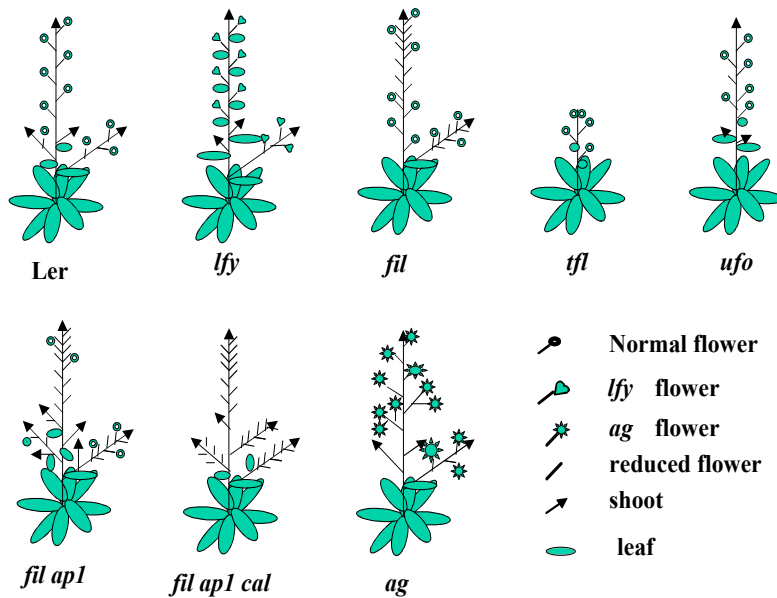 Ler
lfy
fil
tfl
ufo
fil ap1
fil ap1 cal
ag
Normal flower
lfy flower
ag flower
reduced flower
shoot
leaf